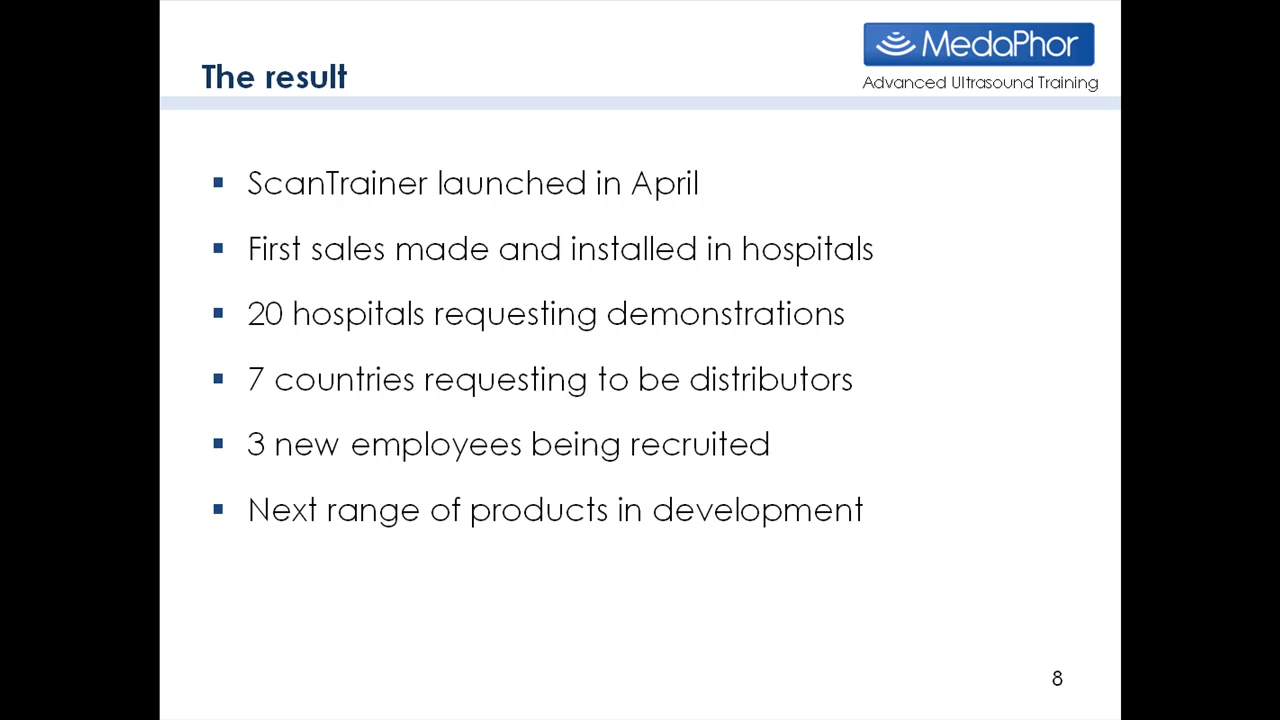 The result
MedaPhor
Advanced Ultrasound Training
▪ ScanTrainer launched in April
▪ First sales made and installed in hospitals
▪ 20 hospitals requesting demonstrations
▪ 7 countries requesting to be distributors
▪ 3 new employees being recruited
▪ Next range of products in development
8